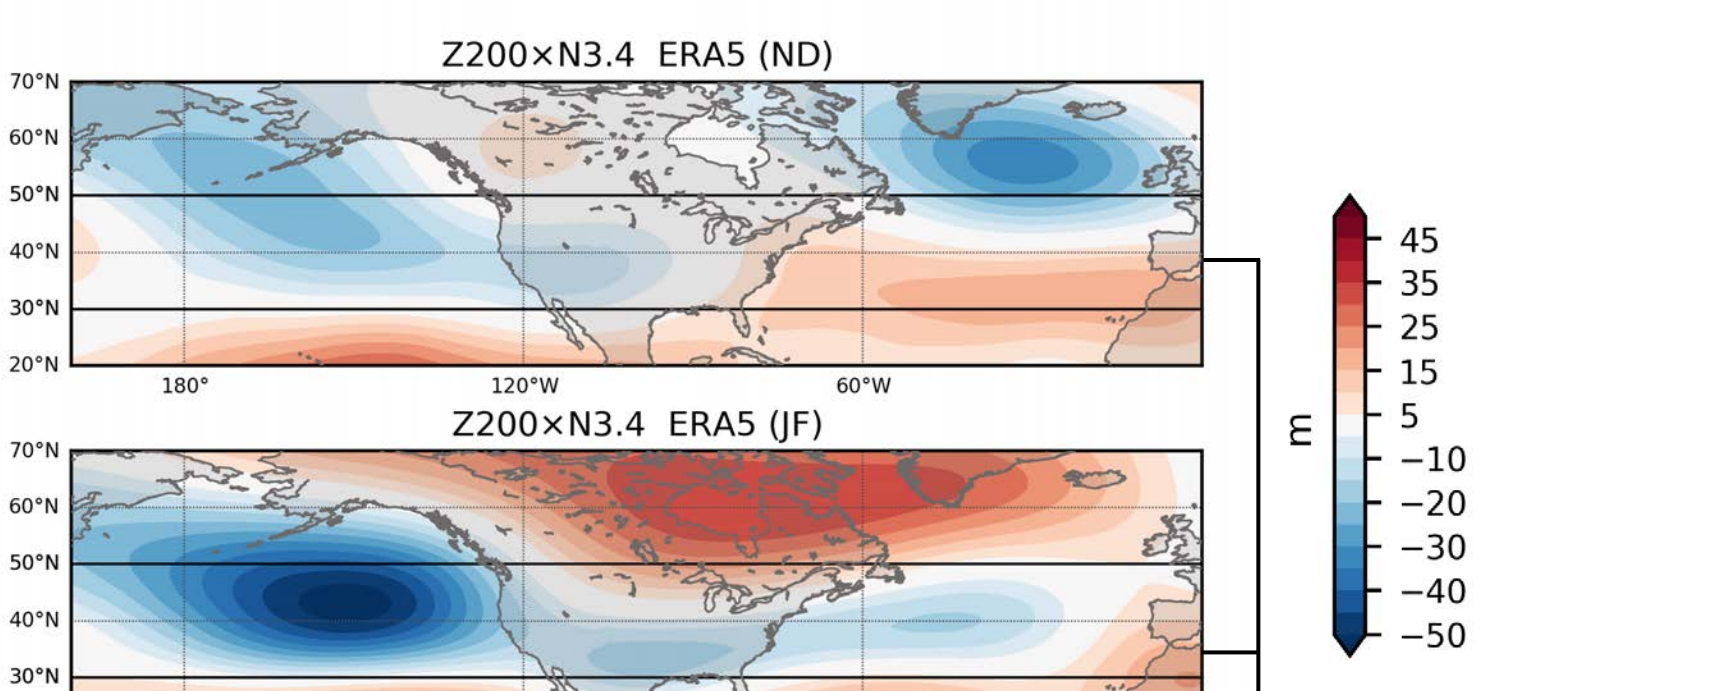 Z200×N3.4 ERA5 (ND)
70°N
60°N
50°N
40°N
30°N
20°N
180° 120°W 60°W
Z200×N3.4 ERA5 (JF)
70°N
60°N
50°N
40°N
30°N
45
35
25
15
5
−10
−20
−30
−40
−50
m